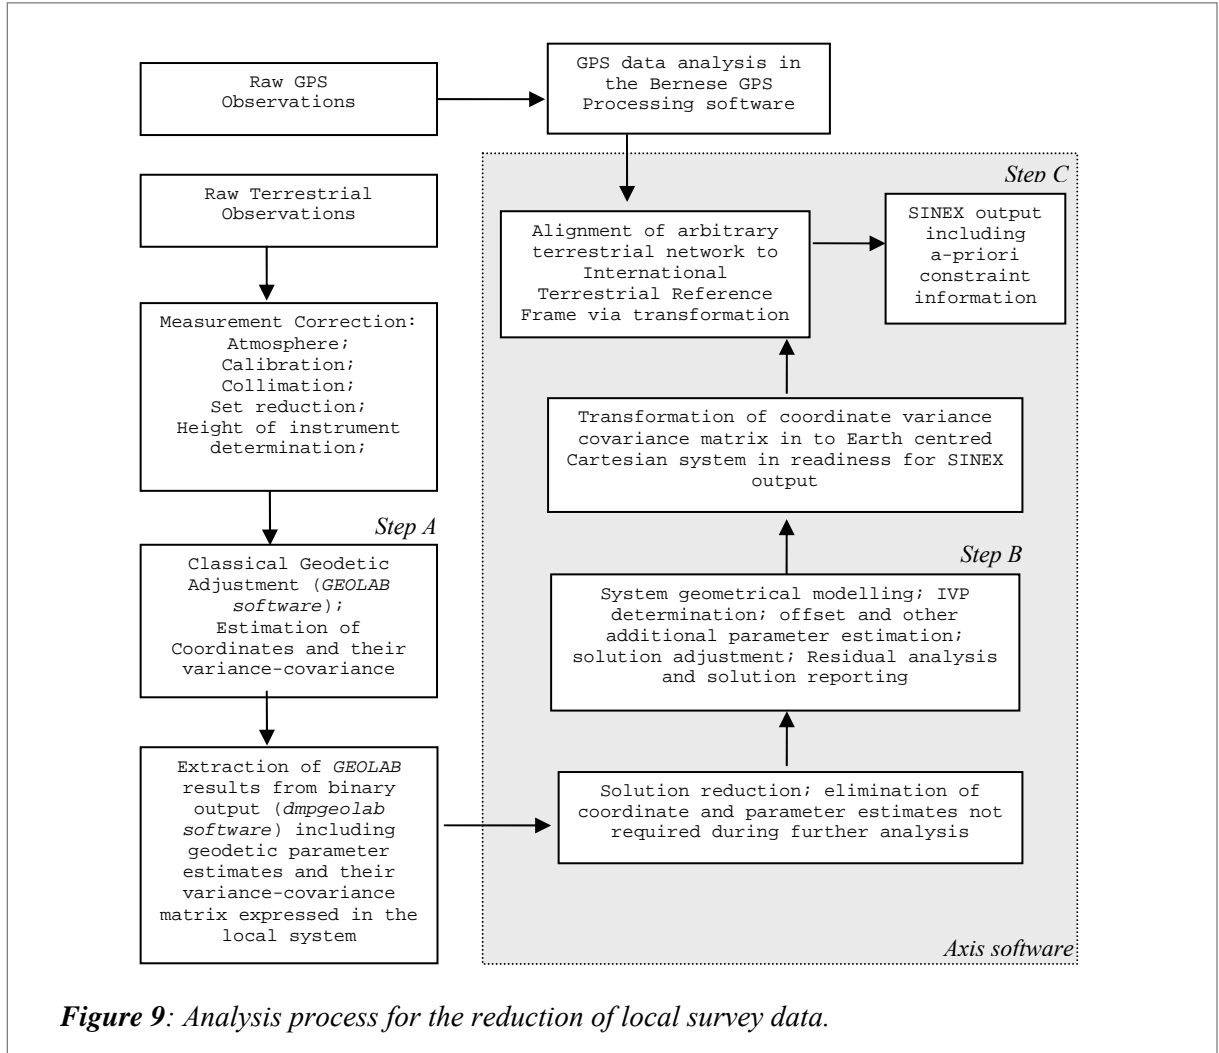 Raw GPS
Observations
GPS data analysis in
the Bernese GPS
Processing software
Raw Terrestrial
Observations
Measurement Correction:
Atmosphere;
Calibration;
Collimation;
Set reduction;
Height of instrument
determination;
Step A
Classical Geodetic
Adjustment (GEOLAB
software);
Estimation of
Coordinates and their
variance-covariance
Extraction of GEOLAB
results from binary
output (dmpgeolab
software) including
geodetic parameter
estimates and their
variance-covariance
matrix expressed in the
local system
Step C
Alignment of arbitrary
terrestrial network to
International
Terrestrial Reference
Frame via transformation
SINEX output
including
a-priori
constraint
information
Transformation of coordinate variance
covariance matrix in to Earth centred
Cartesian system in readiness for SINEX
output
Step B
System geometrical modelling; IVP
determination; offset and other
additional parameter estimation;
solution adjustment; Residual analysis
and solution reporting
Solution reduction; elimination of
coordinate and parameter estimates not
required during further analysis
Axis software
Figure 9: Analysis process for the reduction of local survey data.